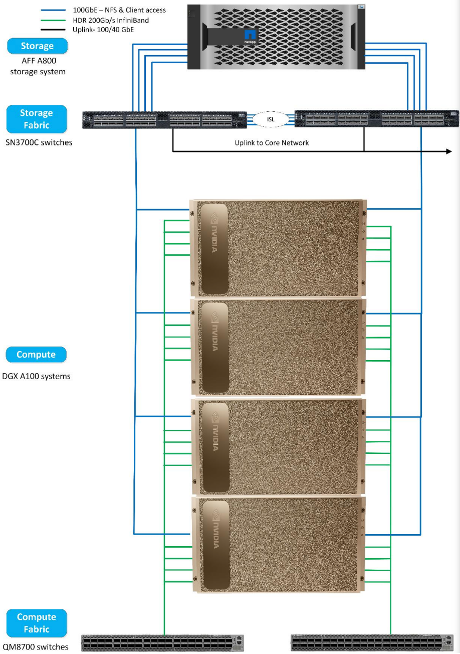 100GbE – NFS & Client access
HDR 200Gb/s InfiniBand
Uplink- 100/40 GbE
Storage
AFF A800
storage system
Storage
Fabric
SN3700C switches
ISL
Uplink to Core Network
NVIDIA
NVIDIA
Compute
DGX A100 systems
NVIDIA
NVIDIA
Compute
Fabric
QM8700 switches